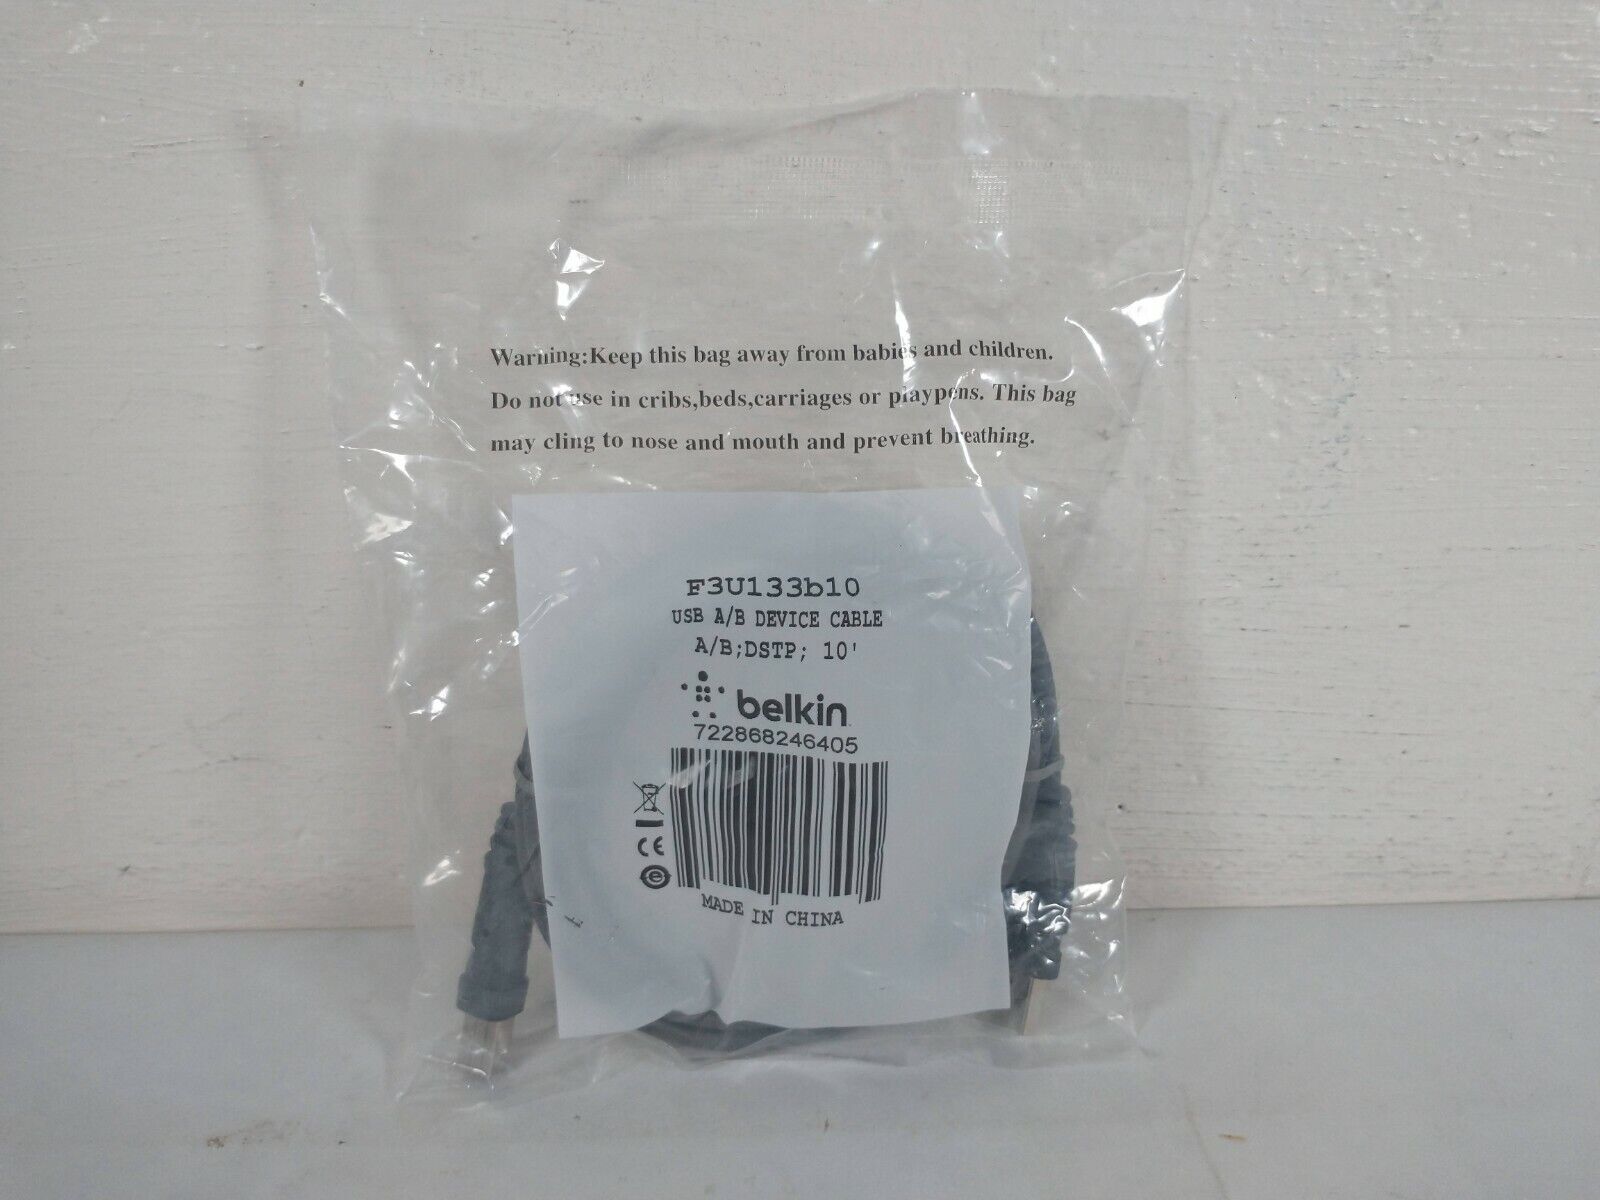 Warning:Keep this bag away from babies and children.
Do not use in cribs,beds,carriages or playpens. This bag
may cling to nose and mouth and prevent breathing.
F3U133b10
USB A/B DEVICE CABLE
A/B;DSTP; 10'
belkin
722868246405
CE
e
MADE IN CHINA